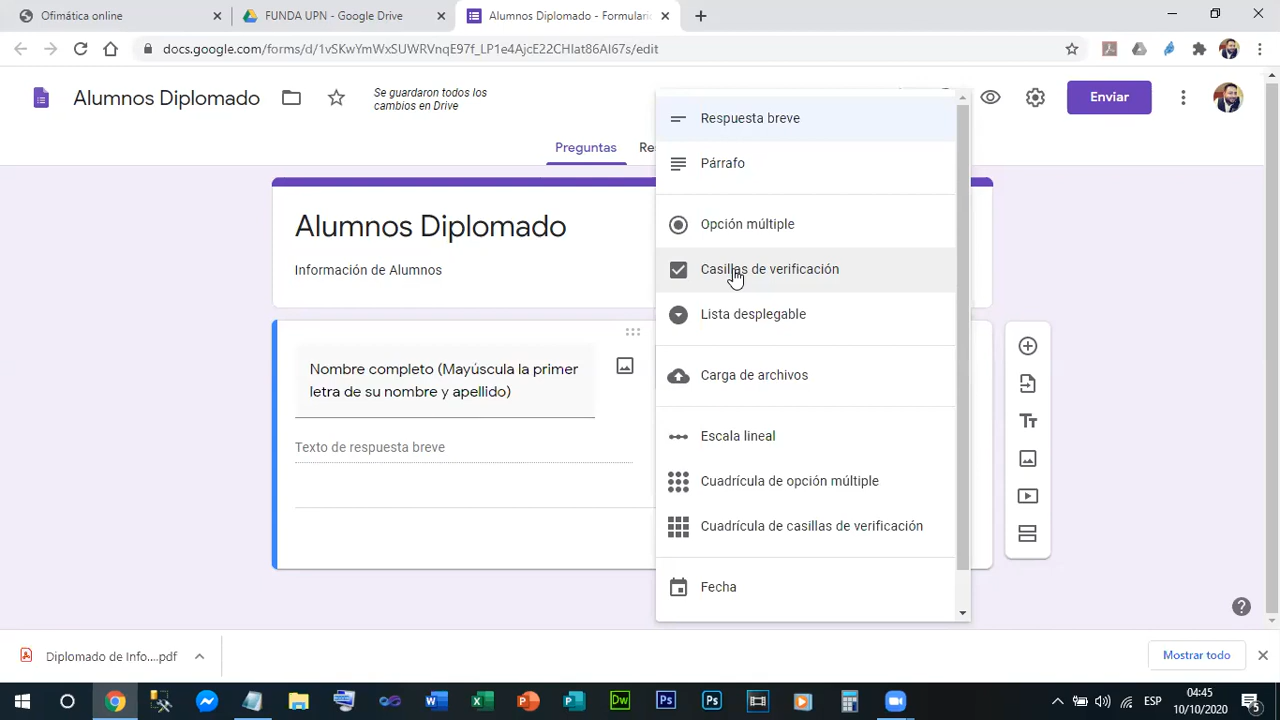 Ofimática online
FUNDA UPN - Google Drive
Alumnos Diplomado - Formulario
docs.google.com/forms/d/1vSKwYmWxSUWRVnqE97f_LP1e4AjcE22CHlat86AI67s/edit
Alumnos Diplomado
Se guardaron todos los
cambios en Drive
Enviar
Preguntas
Re
Alumnos Diplomado
Información de Alumnos
Nombre completo (Mayúscula la primer
letra de su nombre y apellido)
Texto de respuesta breve
Respuesta breve
Párrafo
Opción múltiple
Casillas de verificación
Lista desplegable
Carga de archivos
Escala lineal
Cuadrícula de opción múltiple
Cuadrícula de casillas de verificación
Fecha
Diplomado de Info....pdf
Mostrar todo
ESP
04:45
10/10/2020
5